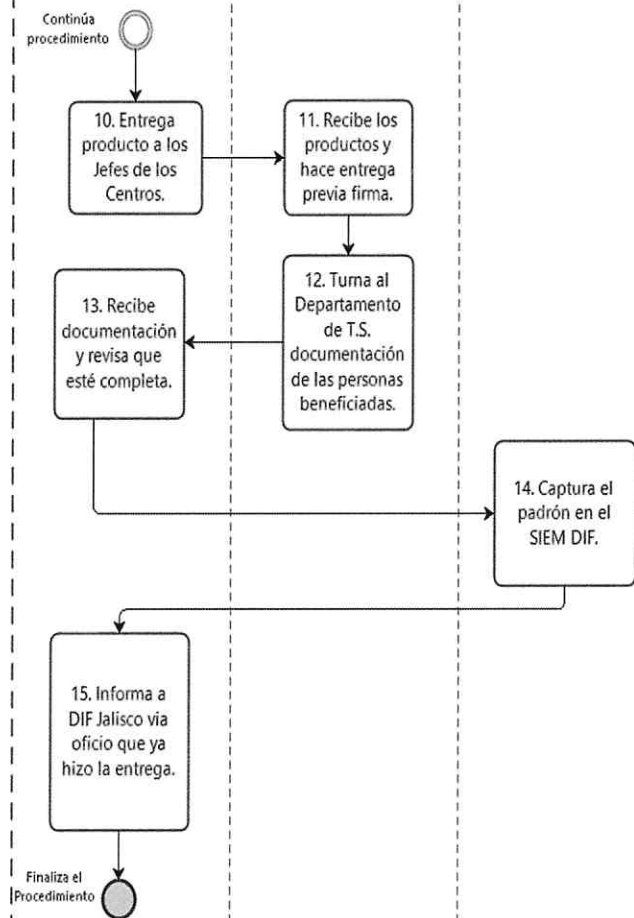 Continúa
procedimiento
10. Entrega
producto a los
Jefes de los
Centros.
11. Recibe los
productos y
hace entrega
previa firma.
12. Turna al
Departamento
de T.S.
documentación
de las personas
beneficiadas.
13. Recibe
documentación
y revisa que
esté completa.
14. Captura el
padrón en el
SIEM DIF.
15. Informa a
DIF Jalisco via
oficio que ya
hizo la entrega.
Finaliza el
Procedimiento